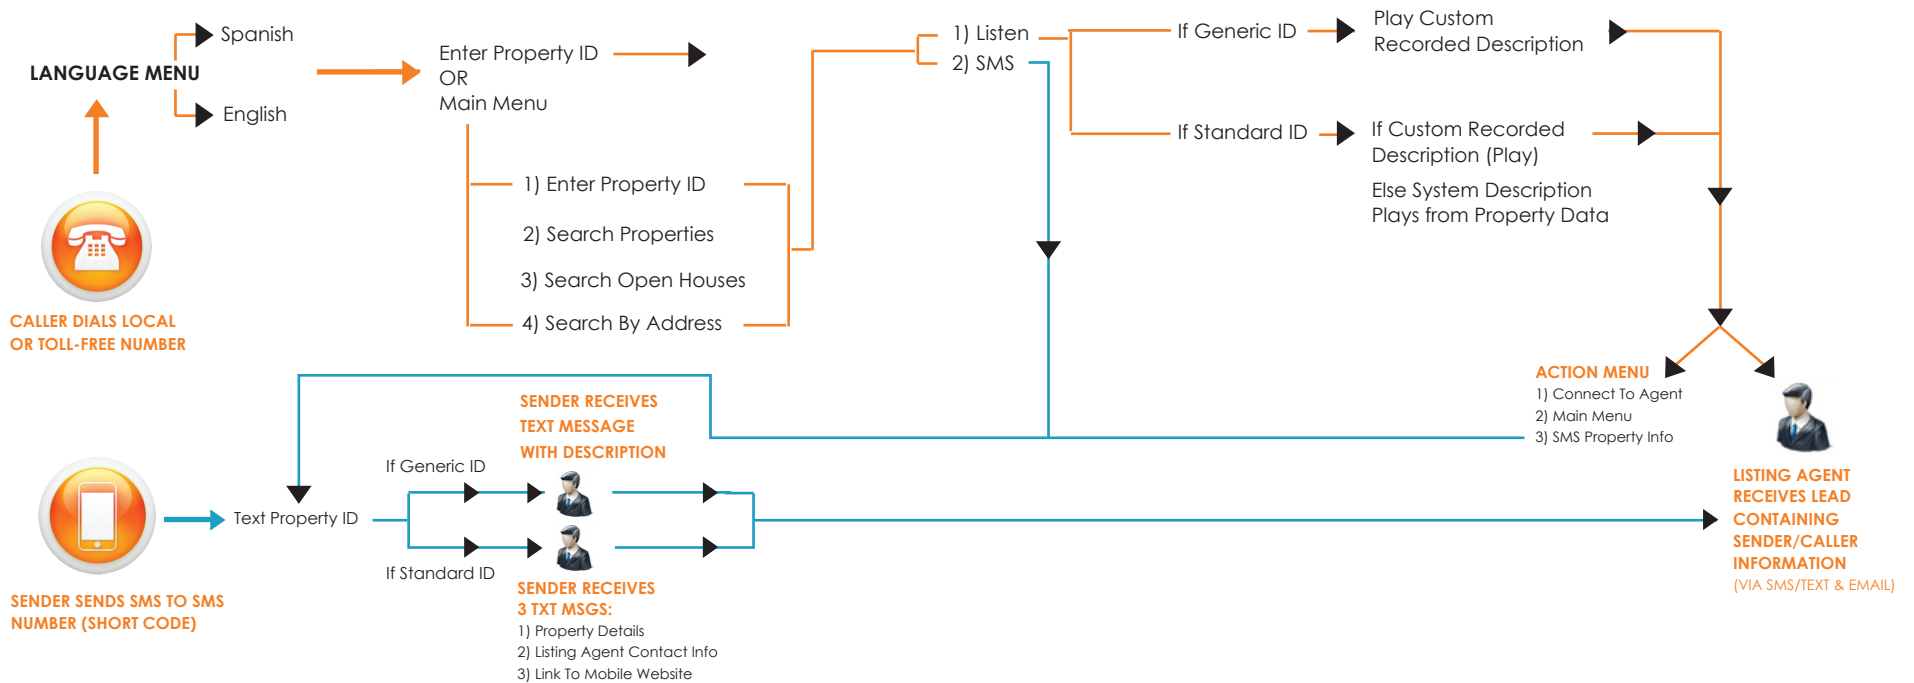 Spanish
LANGUAGE MENU
English
CALLER DIALS LOCAL
OR TOLL-FREE NUMBER
Enter Property ID
OR
Main Menu
1) Enter Property ID
2) Search Properties
3) Search Open Houses
4) Search By Address
1) Listen
2) SMS
If Generic ID
Play Custom
Recorded Description
If Standard ID
If Custom Recorded
Description (Play)
Else System Description
Plays from Property Data
ACTION MENU
1) Connect To Agent
2) Main Menu
3) SMS Property Info
LISTING AGENT
RECEIVES LEAD
CONTAINING
SENDER/CALLER
INFORMATION
(VIA SMS/TEXT & EMAIL)
SENDER SENDS SMS TO SMS
NUMBER (SHORT CODE)
Text Property ID
If Generic ID
If Standard ID
SENDER RECEIVES
TEXT MESSAGE
WITH DESCRIPTION
SENDER RECEIVES
3 TXT MSGS:
1) Property Details
2) Listing Agent Contact Info
3) Link To Mobile Website